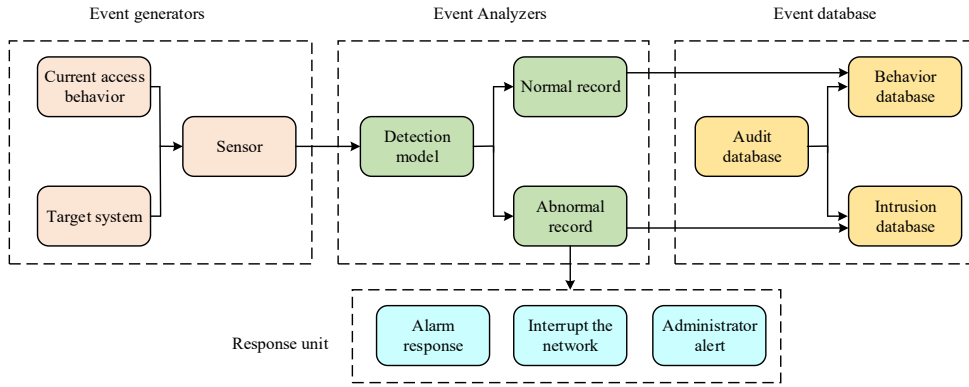 Event generators
Event Analyzers
Event database
Current access
behavior
Target system
Sensor
Detection
model
Normal record
Abnormal
record
Audit
database
Behavior
database
Intrusion
database
Response unit
Alarm
response
Interrupt the
network
Administrator
alert